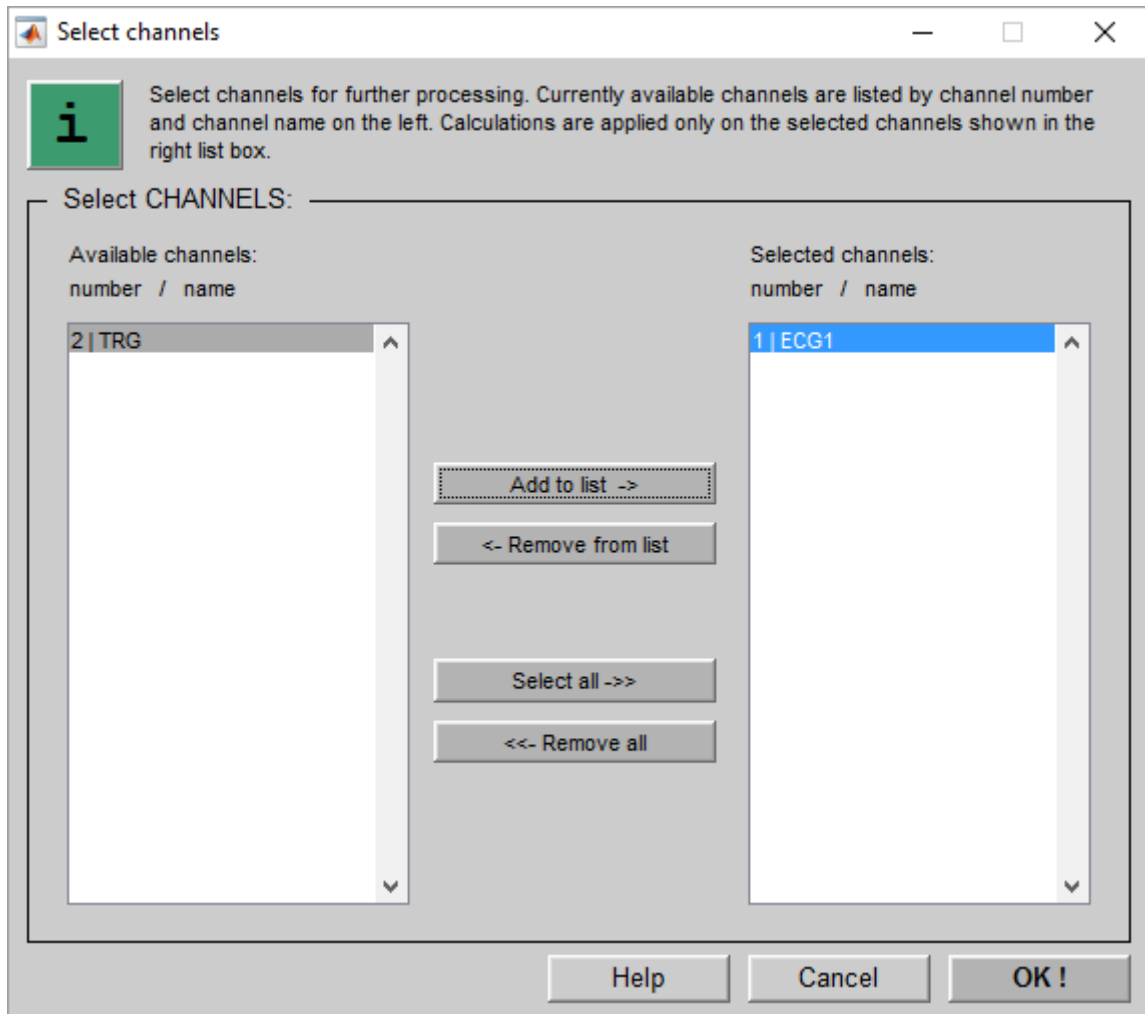 Select channels
i
Select channels for further processing. Currently available channels are listed by channel number
and channel name on the left. Calculations are applied only on the selected channels shown in the
right list box.
Select CHANNELS:
Available channels:
number / name
2 | TRG
Add to list ->
<- Remove from list
Select all ->>
<<- Remove all
Selected channels:
number / name
1 | ECG1
Help
Cancel
OK !